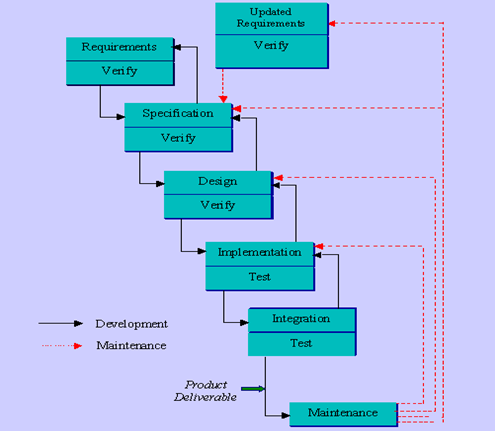 Updated
Requirements
Verify
Requirements
Verify
Specification
Verify
Design
Verify
Implementation
Test
Integration
Test
Development
Maintenance
Product
Deliverable
Maintenance